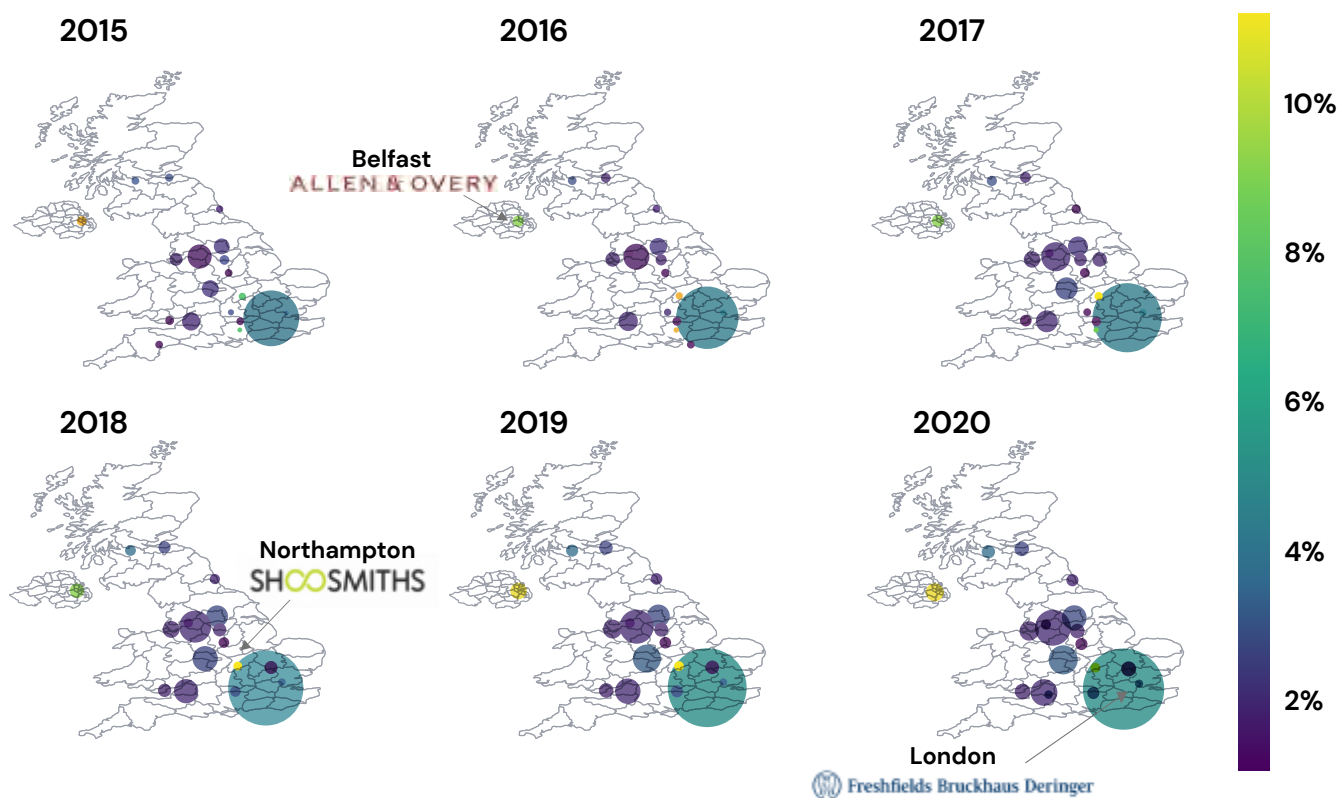 2015
2016
2017
10%
Belfast
ALLEN & OVERY
8%
6%
2018
2019
2020
4%
Northampton
SHOOSMITHS
2%
London
Freshfields Bruckhaus Deringer